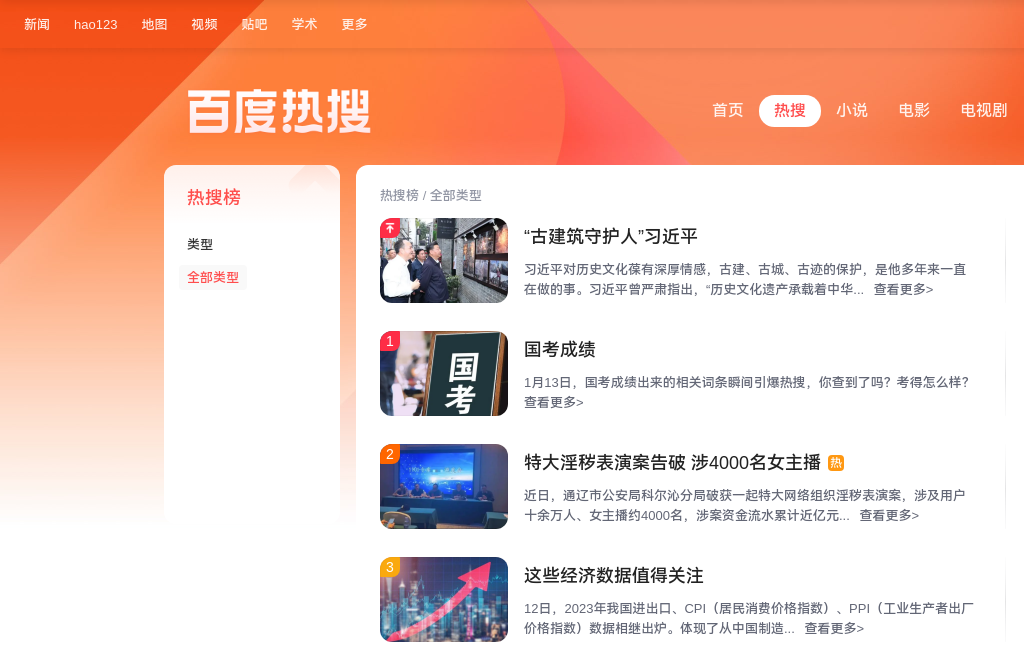 新闻 hao123 地图 视频 贴吧 学术 更多
百度热搜
首页 热搜 小说 电影 电视剧
热搜榜
类型
全部类型
热搜榜 / 全部类型
“古建筑守护人”习近平
习近平对历史文化葆有深厚情感，古建、古城、古迹的保护，是他多年来一直
在做的事。习近平曾严肃指出，“历史文化遗产承载着中华... 查看更多>
1
国考
国考成绩
1月13日，国考成绩出来的相关词条瞬间引爆热搜，你查到了吗？考得怎么样？
查看更多>
2
特大淫秽表演案告破 涉4000名女主播 热
近日，通辽市公安局科尔沁分局破获一起特大网络组织淫秽表演案，涉及用户
十余万人、女主播约4000名，涉案资金流水累计近亿元... 查看更多>
3
这些经济数据值得关注
12日，2023年我国进出口、CPI（居民消费价格指数）、PPI（工业生产者出厂
价格指数）数据相继出炉。体现了从中国制造... 查看更多>